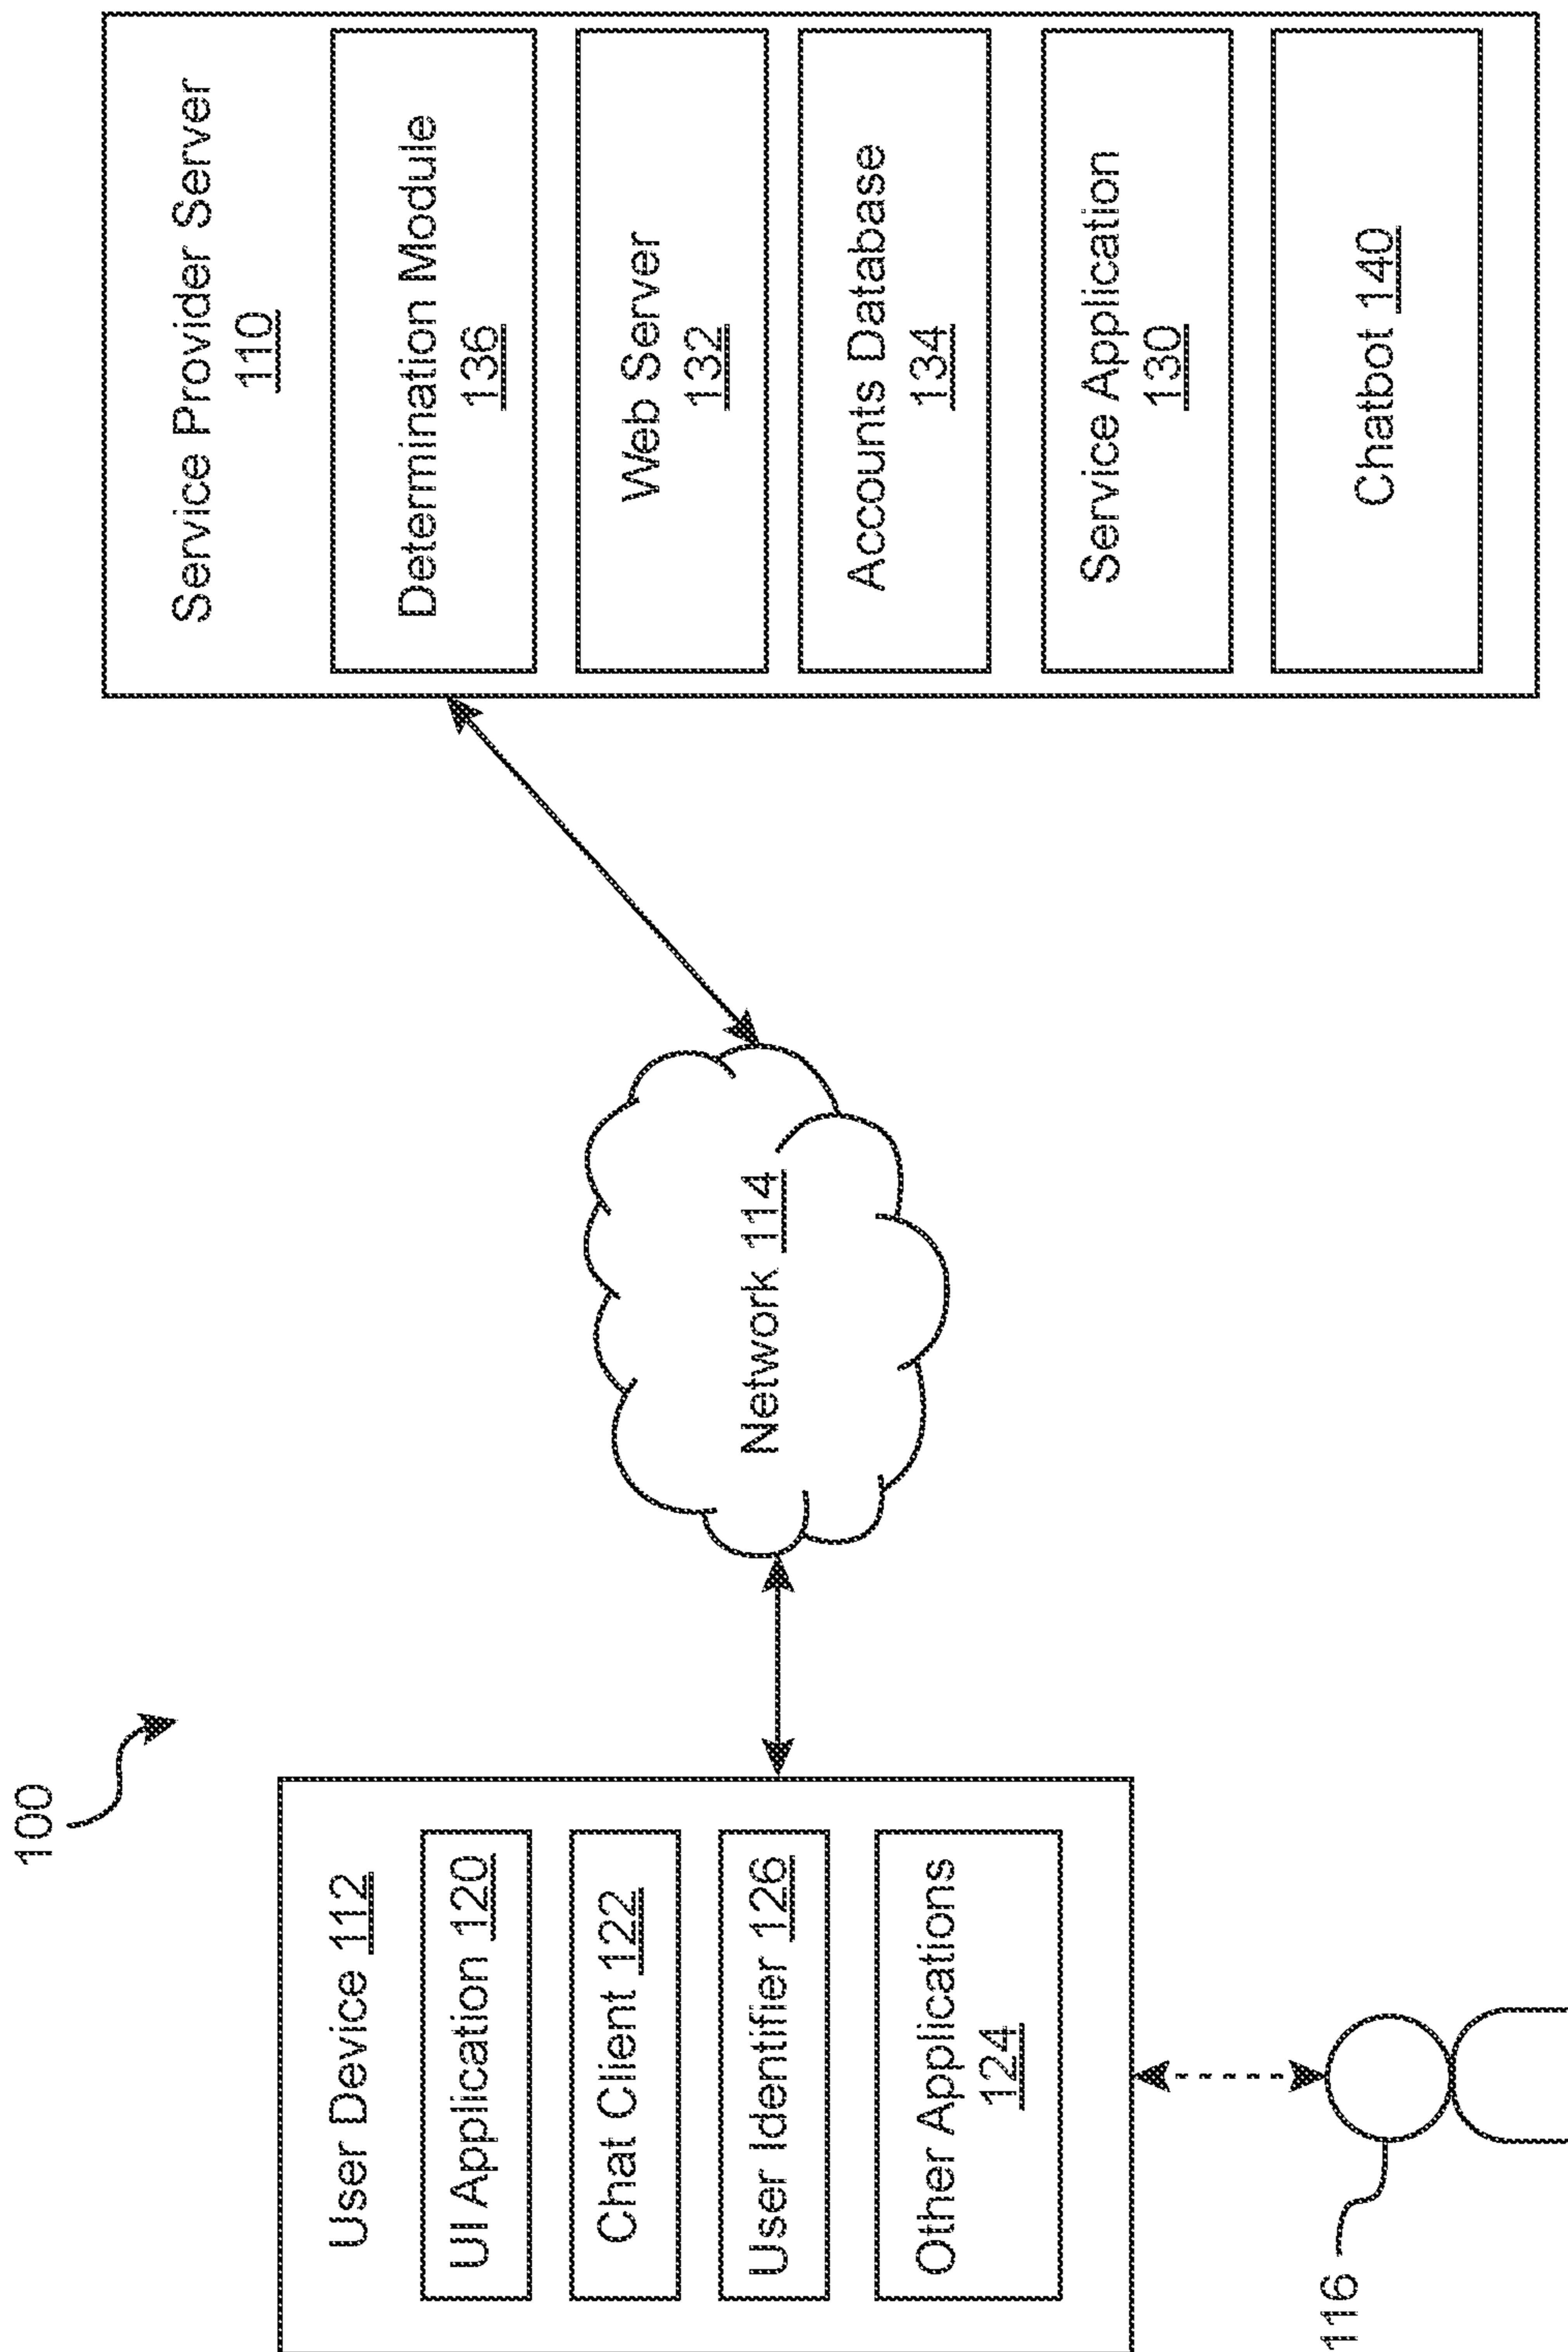 100
User Device 112
UI Application 120
Chat Client 122
User Identifier 126
Other Applications
124
116
Network 114
Service Provider Server
110
Determination Module
136
Web Server
132
Accounts Database
134
Service Application
130
Chatbot 140